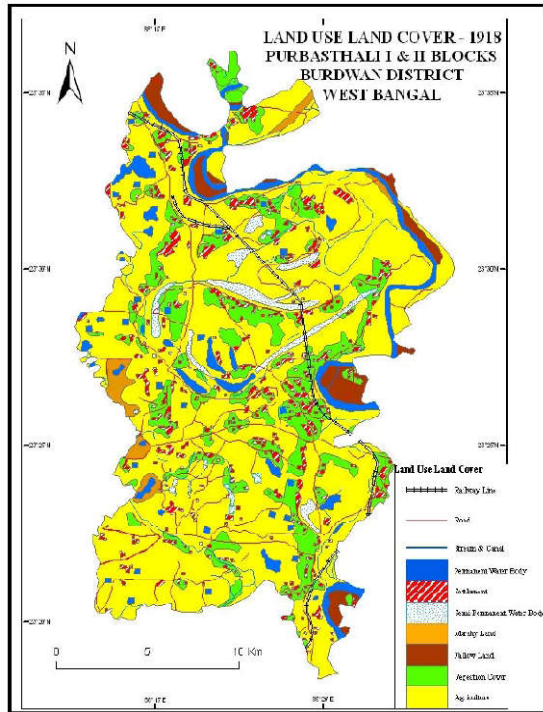 LAND USE LAND COVER - 1918
PURBASTHALI I & II BLOCKS
BURDWAN DISTRICT
WEST BANGAL
N
Land Use Land Cover
Railway Line
Road
Stream & Canal
Permanent Water Body
Settlement
Semi Permanent Water Body
Marshy Land
Fallow Land
Vegetation Cover
Agriculture
0 5 10 Km